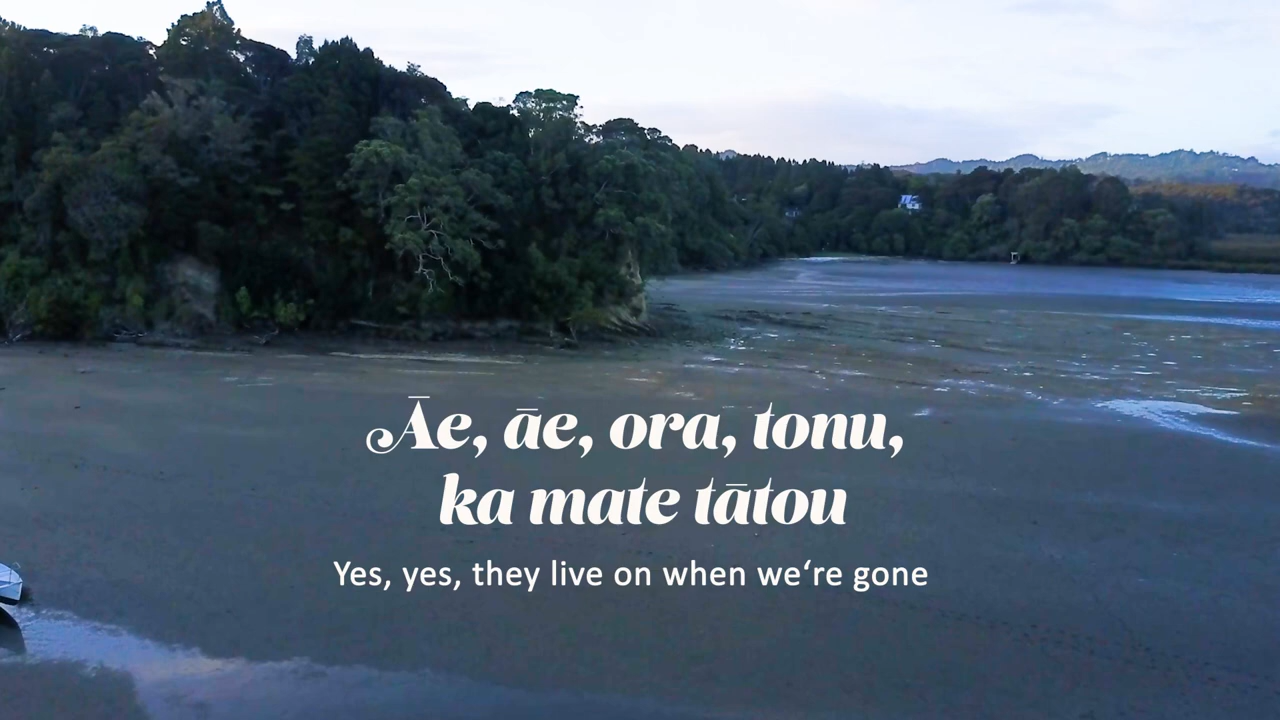 Āe, āe, ora, tonu,
ka mate tātou
Yes, yes, they live on when we‘re gone